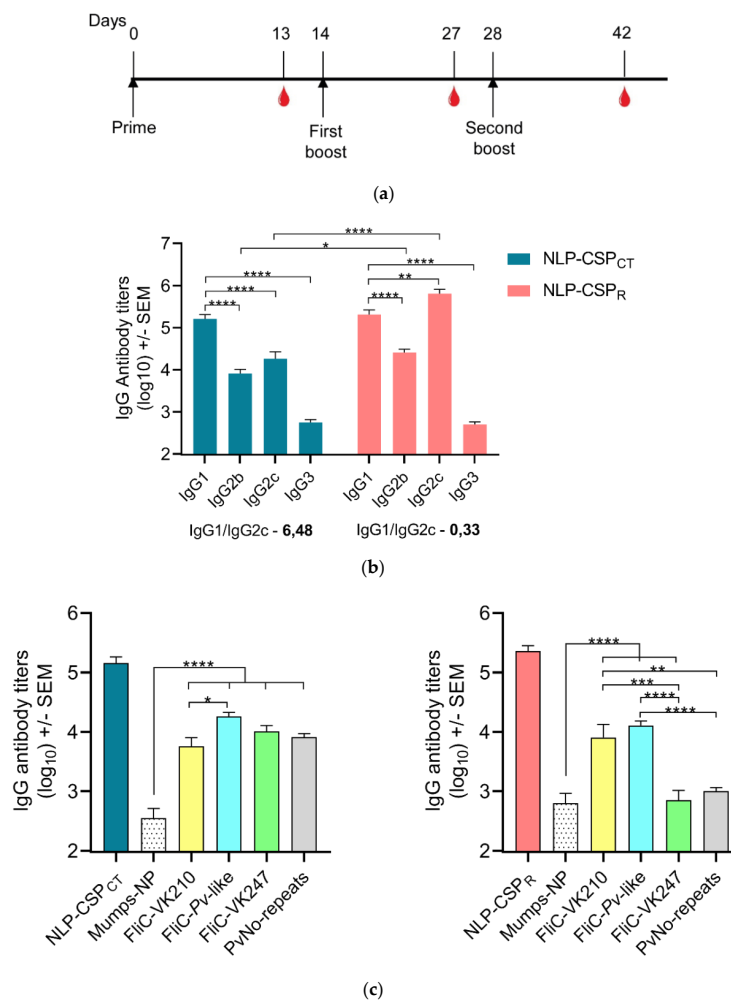 Days
0 13 14 27 28 42
Prime
First
boost
Second
boost
(a)
IgG Antibody titers
(log10) +/- SEM
7
6
5
4
3
2
****
*
****
****
****
****
**
****
NLP-CSPCT
NLP-CSPR
IgG1 IgG2b IgG2c IgG3 IgG1 IgG2b IgG2c IgG3
IgG1/IgG2c - 6,48 IgG1/IgG2c - 0,33
(b)
IgG antibody titers
(log10) +/- SEM
6
5
4
3
2
****
*
NLP-CSPCT
Mumps-NP
FliC-VK210
FliC-Pv-like
FliC-VK247
PvNo-repeats
IgG antibody titers
(log10) +/- SEM
6
5
4
3
2
****
**
***
****
****
NLP-CSPR
Mumps-NP
FliC-VK210
FliC-Pv-like
FliC-VK247
PvNo-repeats
(c)